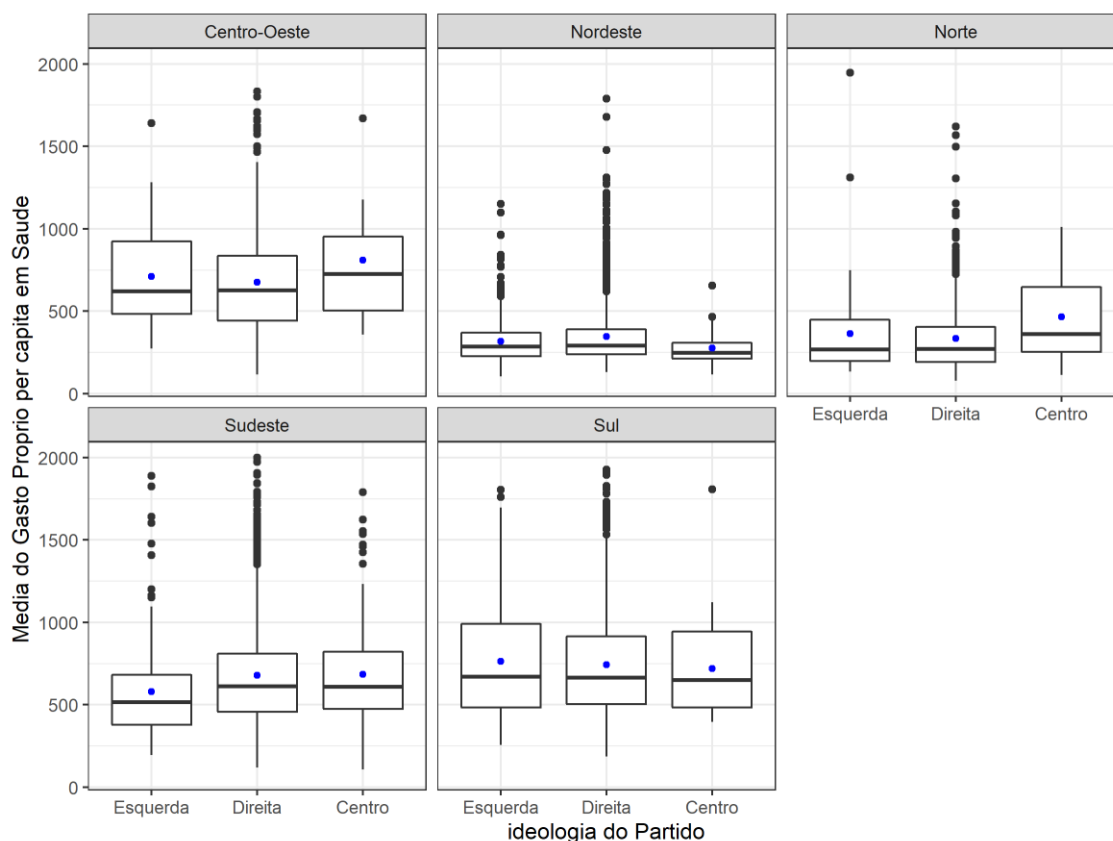 Centro-Oeste
Nordeste
Norte
2000
1500
1000
500
0
Esquerda
Direita
Centro
Sudeste
Sul
2000
1500
1000
500
0
Esquerda
Direita
Centro
Esquerda
Direita
Centro
ideologia do Partido
Media do Gasto Proprio per capita em Saude